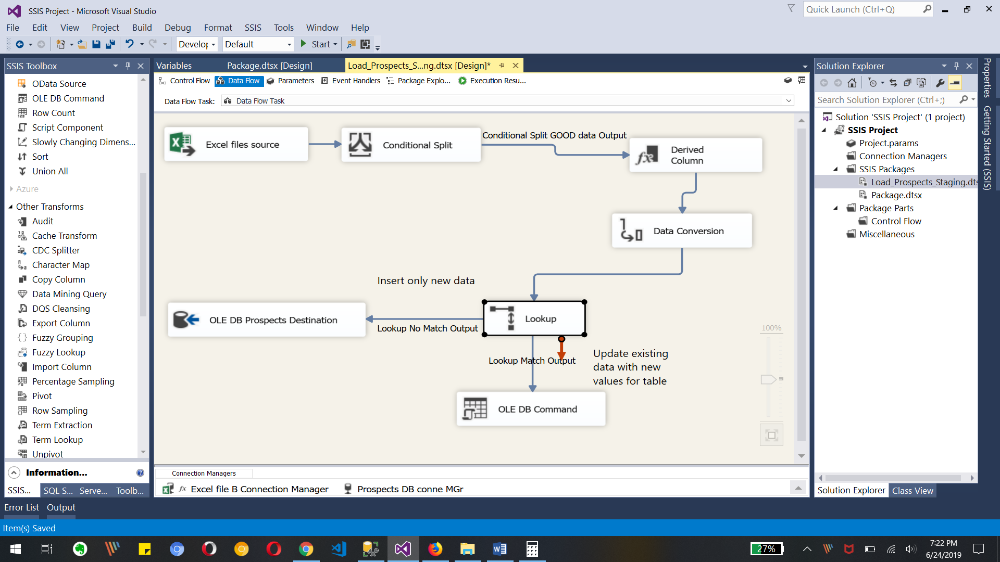 SSIS Project - Microsoft Visual Studio
Quick Launch (Ctrl+Q)
File Edit View Project Build Debug Format SSIS Tools Window Help
Develop Default Start
SSIS Toolbox
OData Source
OLE DB Command
Row Count
Script Component
Slowly Changing Dimens...
Sort
Union All
Azure
Other Transforms
Audit
Cache Transform
CDC Splitter
Character Map
Copy Column
Data Mining Query
DQS Cleansing
Export Column
Fuzzy Grouping
Fuzzy Lookup
Import Column
Percentage Sampling
Pivot
Row Sampling
Term Extraction
Term Lookup
Unpivot
Information...
SSIS... SQL S... Serve... Toolb...
Variables Package.dtsx [Design] Load_Prospects_S...ng.dtsx [Design]*
Control Flow Data Flow Parameters Event Handlers Package Explo... Execution Resu...
Data Flow Task: Data Flow Task
Excel files source
Conditional Split
Conditional Split GOOD data Output
Derived
Column
Data Conversion
Insert only new data
OLE DB Prospects Destination
Lookup No Match Output
Lookup
Lookup Match Output
Update existing
data with new
values for table
OLE DB Command
100%
Connection Managers
fx Excel file B Connection Manager Prospects DB conne MGr
Solution Explorer
Search Solution Explorer (Ctrl+;)
Solution 'SSIS Project' (1 project)
SSIS Project
Project.params
Connection Managers
SSIS Packages
Load_Prospects_Staging.dts
Package.dtsx
Package Parts
Control Flow
Miscellaneous
Solution Explorer Class View
Properties
Getting Started (SSIS)
Error List Output
Item(s) Saved
27%
7:22 PM
6/24/2019